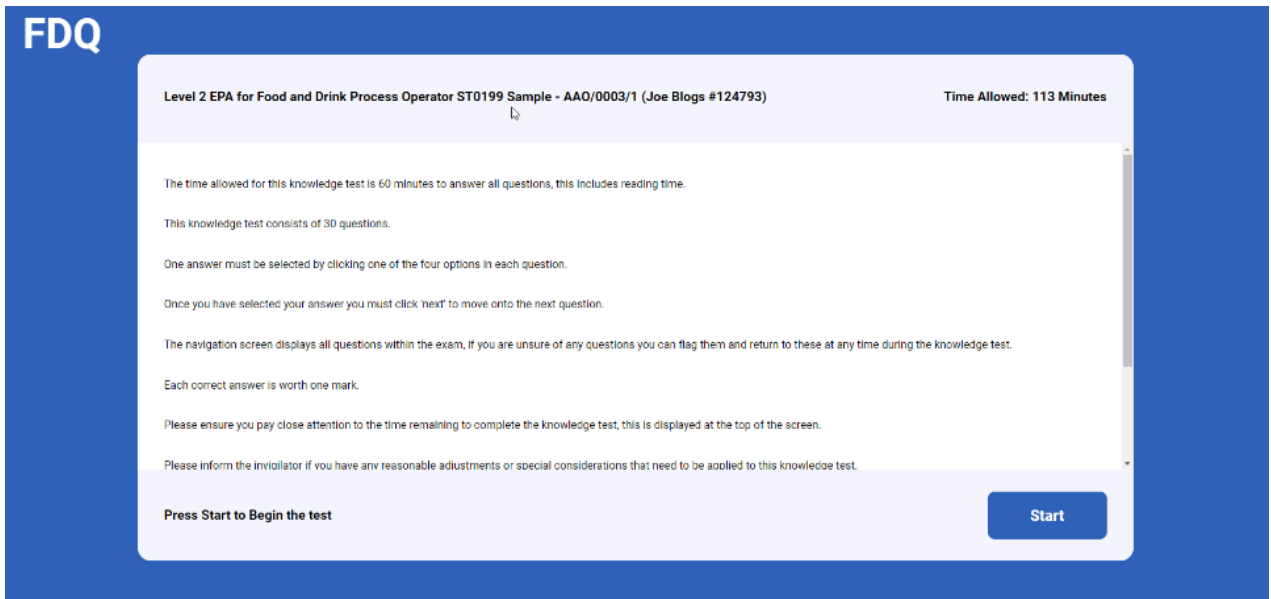 FDQ
Level 2 EPA for Food and Drink Process Operator ST0199 Sample - AAO/0003/1 (Joe Blogs #124793)
Time Allowed: 113 Minutes
The time allowed for this knowledge test is 60 minutes to answer all questions, this includes reading time.
This knowledge test consists of 30 questions.
One answer must be selected by clicking one of the four options in each question.
Once you have selected your answer you must click 'next' to move onto the next question.
The navigation screen displays all questions within the exam, if you are unsure of any questions you can flag them and return to these at any time during the knowledge test.
Each correct answer is worth one mark.
Please ensure you pay close attention to the time remaining to complete the knowledge test, this is displayed at the top of the screen.
Please inform the invigilator if you have any reasonable adjustments or special considerations that need to be applied to this knowledge test.
Press Start to Begin the test
Start